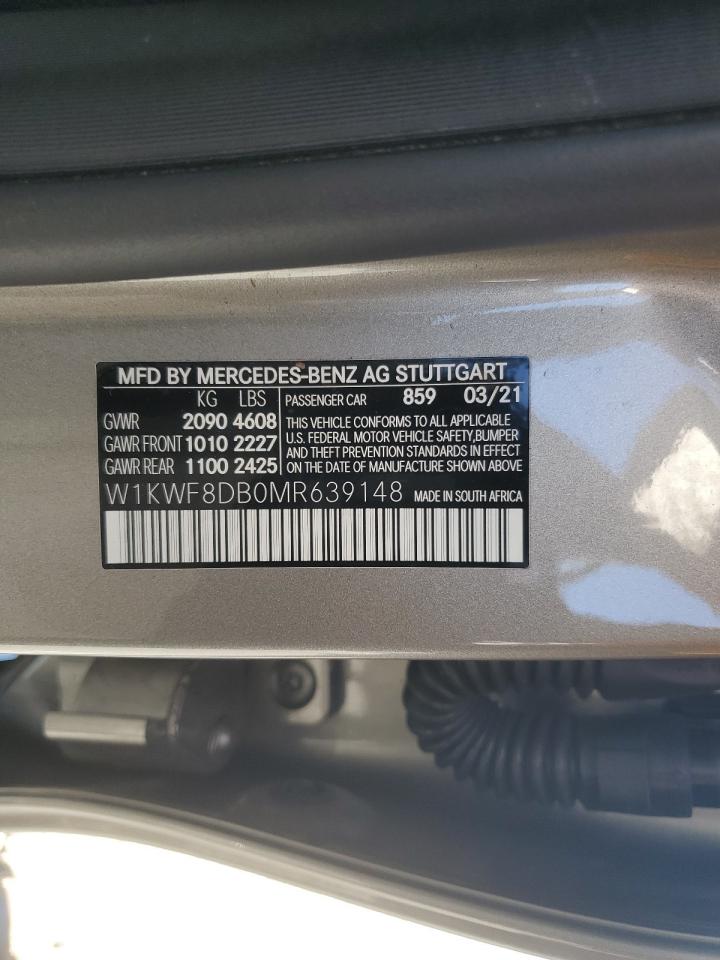 MFD BY MERCEDES-BENZ AG STUTTGART
KG LBS
GVWR 2090 4608
GAWR FRONT 1010 2227
GAWR REAR 1100 2425
PASSENGER CAR 859 03/21
THIS VEHICLE CONFORMS TO ALL APPLICABLE
U.S. FEDERAL MOTOR VEHICLE SAFETY, BUMPER
AND THEFT PREVENTION STANDARDS IN EFFECT
ON THE DATE OF MANUFACTURE SHOWN ABOVE
W1KWF8DB0MR639148 MADE IN SOUTH AFRICA